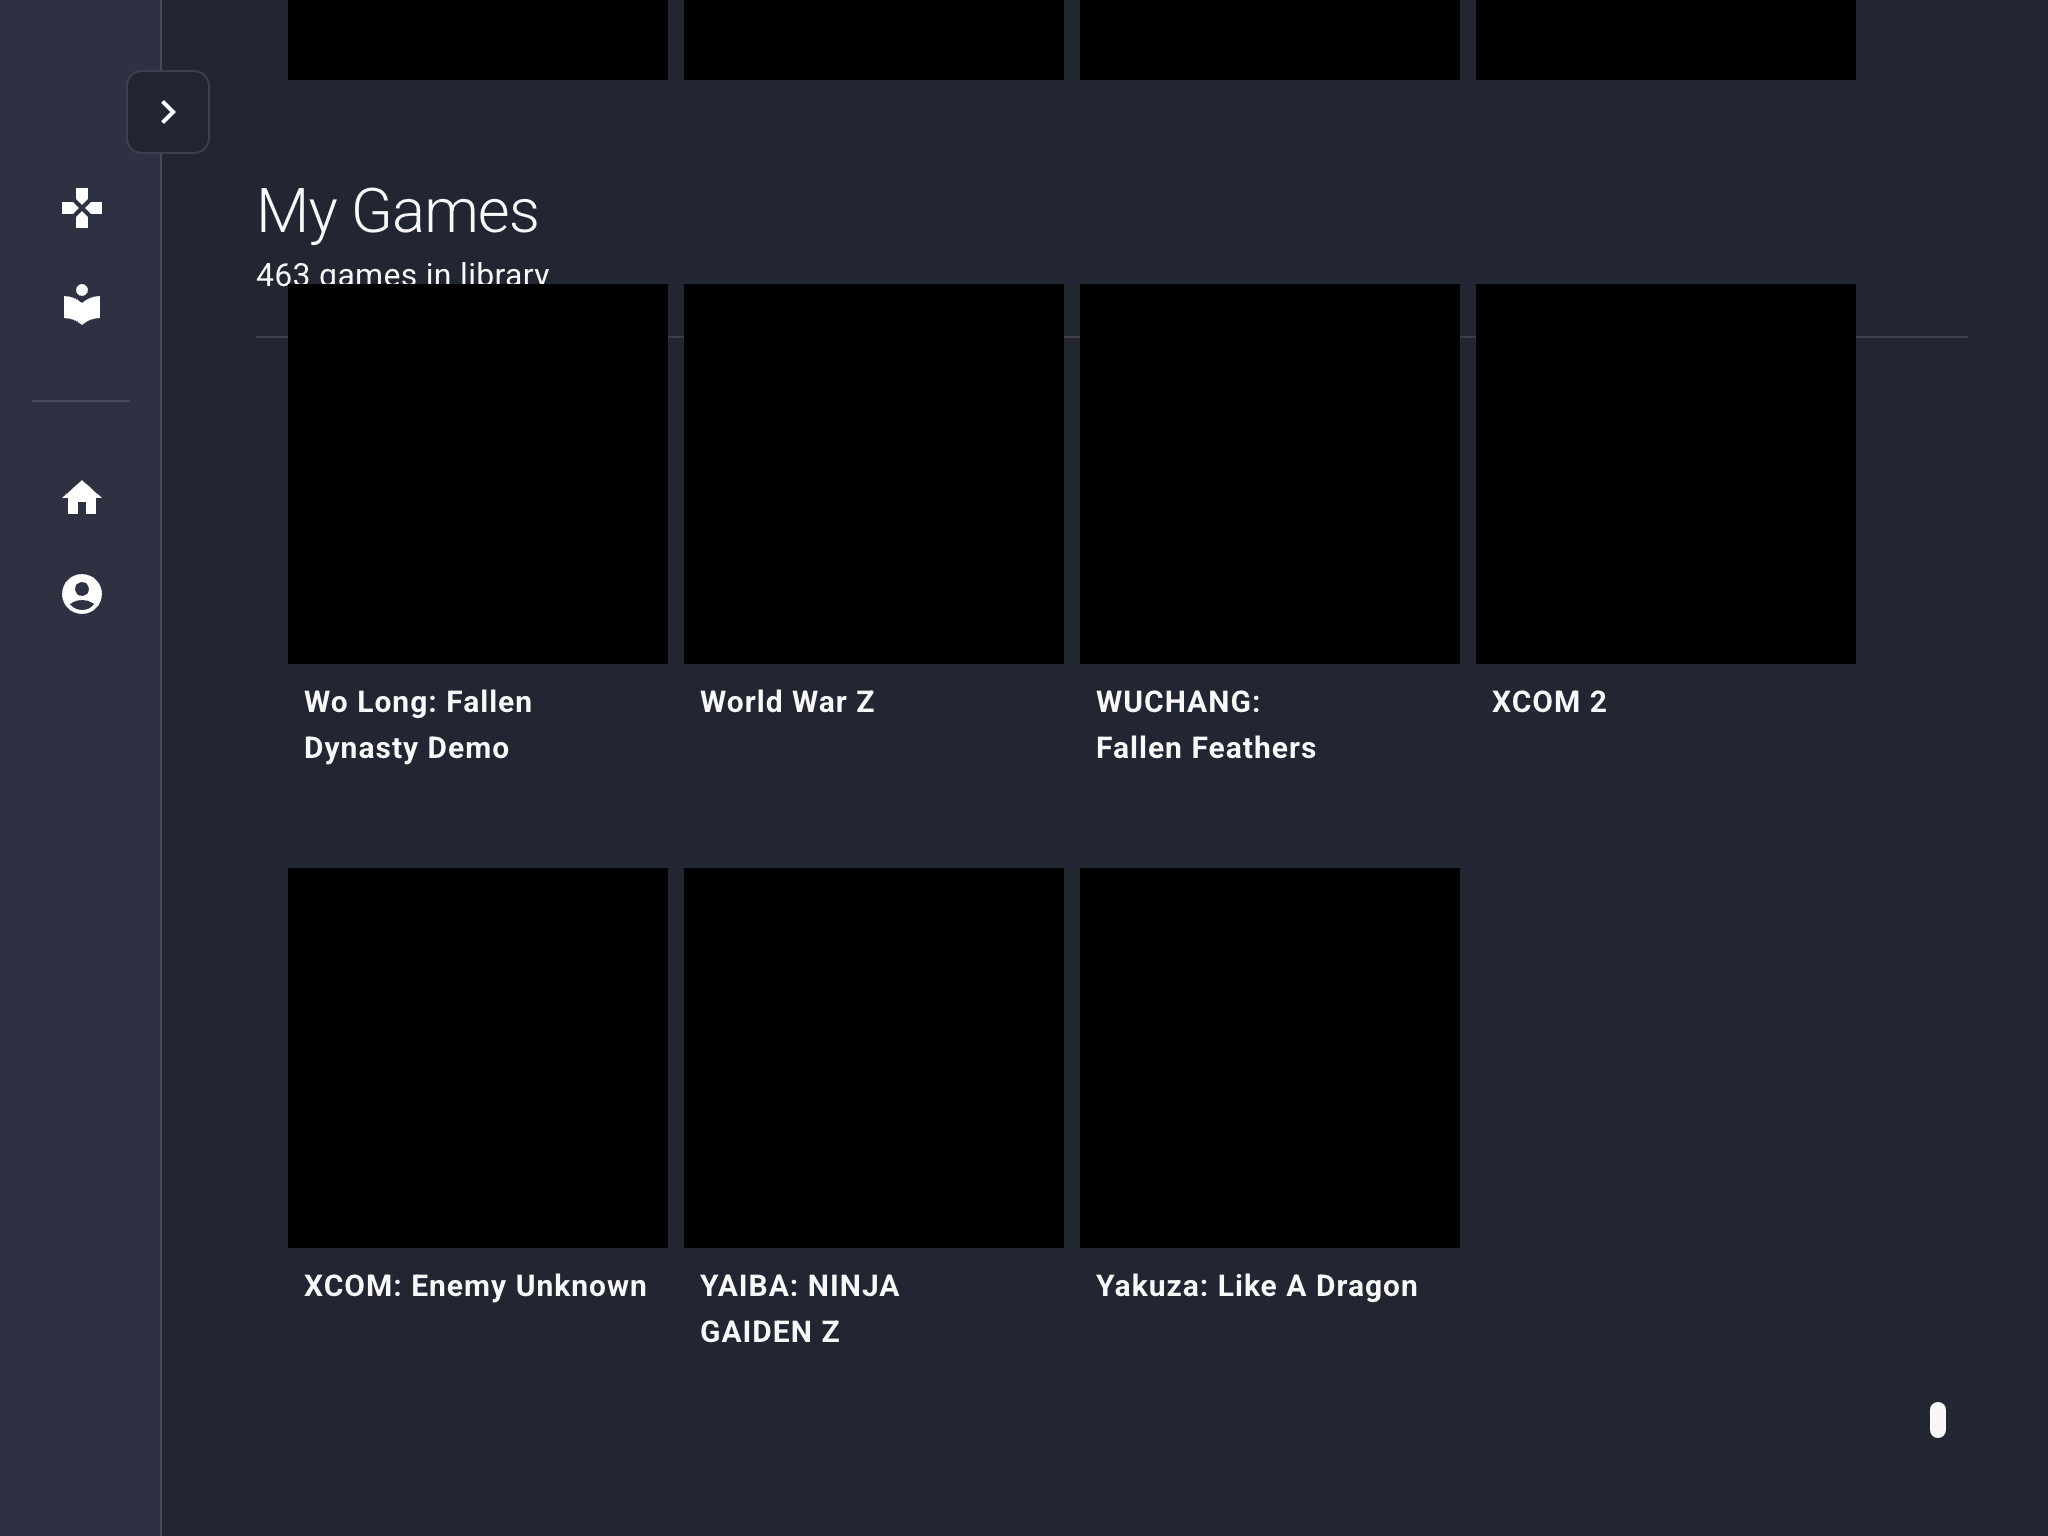 My Games
463 games in library
Wo Long: Fallen
Dynasty Demo
World War Z
WUCHANG:
Fallen Feathers
XCOM 2
XCOM: Enemy Unknown
YAIBA: NINJA
GAIDEN Z
Yakuza: Like A Dragon